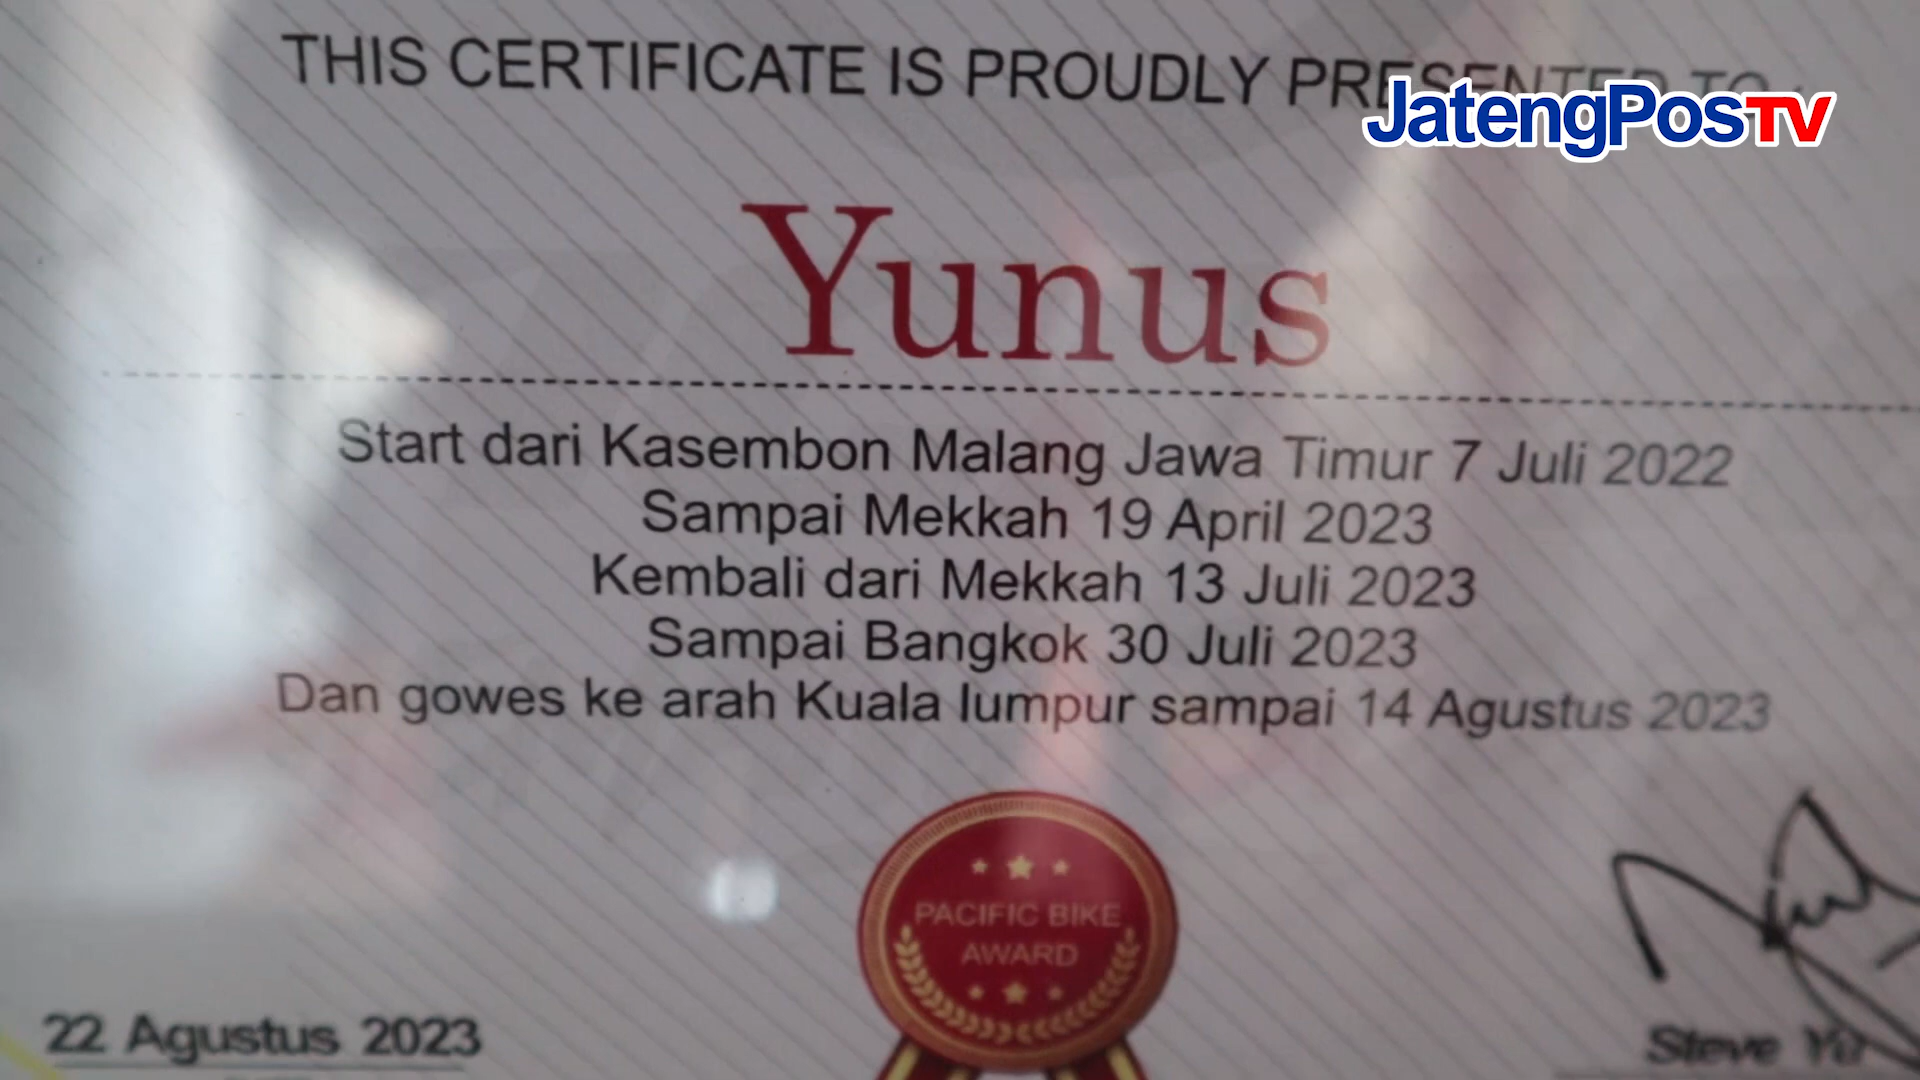 THIS CERTIFICATE IS PROUDLY PRESENTED TO
JatengPosTV
Yunus
Start dari Kasembon Malang Jawa Timur 7 Juli 2022
Sampai Mekkah 19 April 2023
Kembali dari Mekkah 13 Juli 2023
Sampai Bangkok 30 Juli 2023
Dan gowes ke arah Kuala lumpur sampai 14 Agustus 2023
PACIFIC BIKE
AWARD
22 Agustus 2023
Steve